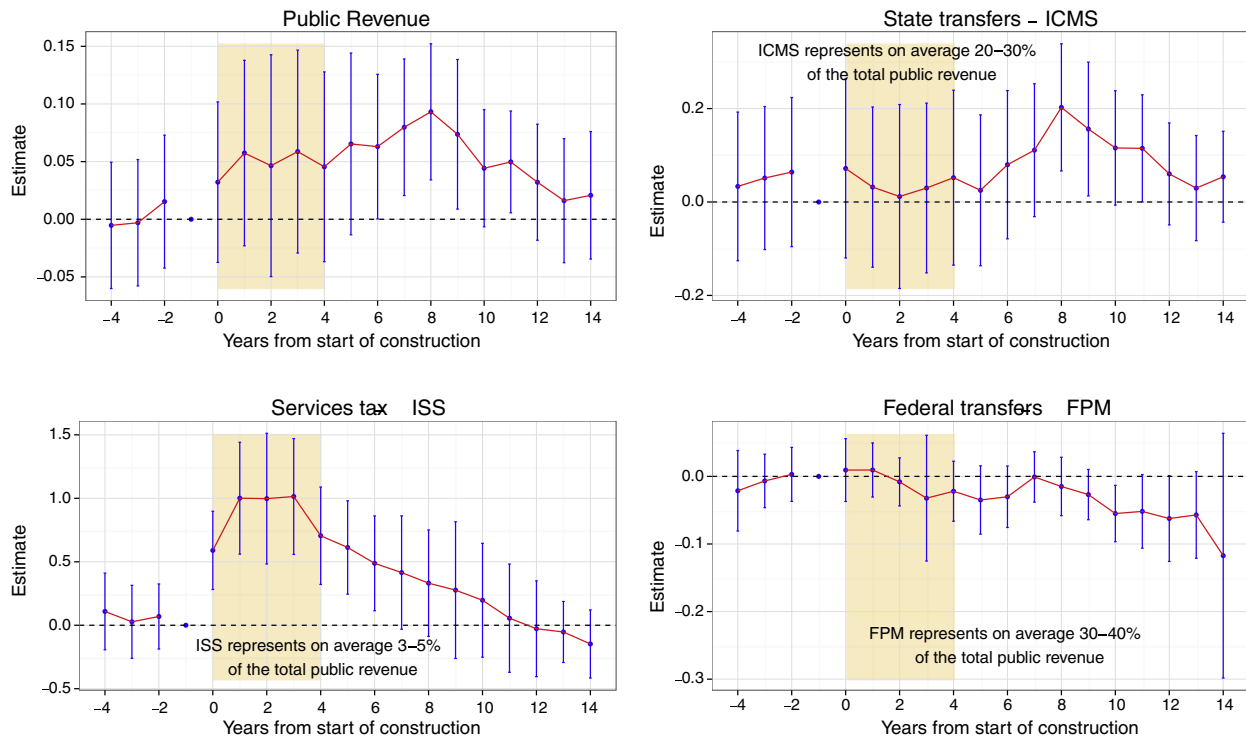 Public Revenue
Estimate
0.15
0.10
0.05
0.00
−0.05
−4 −2 0 2 4 6 8 10 12 14
Years from start of construction
State transfers − ICMS
ICMS represents on average 20−30%
of the total public revenue
Estimate
0.2
0.0
−0.2
−4 −2 0 2 4 6 8 10 12 14
Years from start of construction
Services tax − ISS
Estimate
1.5
1.0
0.5
0.0
−0.5
ISS represents on average 3−5%
of the total public revenue
−4 −2 0 2 4 6 8 10 12 14
Years from start of construction
Federal transfers − FPM
Estimate
0.0
−0.1
−0.2
−0.3
FPM represents on average 30−40%
of the total public revenue
−4 −2 0 2 4 6 8 10 12 14
Years from start of construction